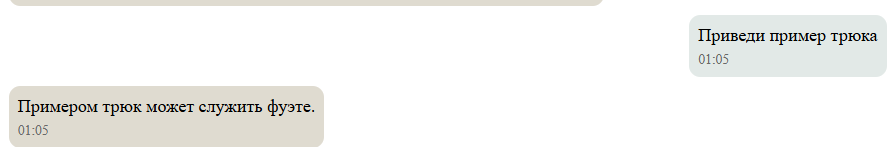 Приведи пример трюка
01:05
Примером трюк может служить фуэте.
01:05